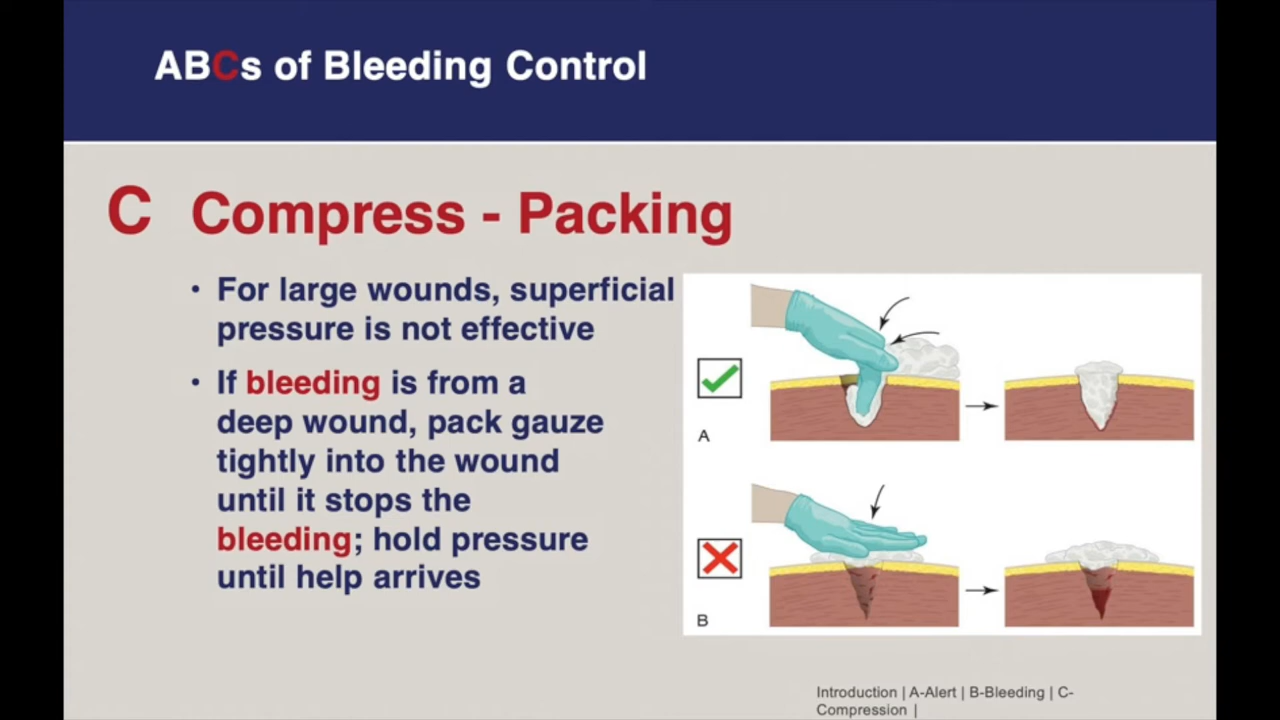 ABCs of Bleeding Control
C Compress - Packing
• For large wounds, superficial
pressure is not effective
• If bleeding is from a
deep wound, pack gauze
tightly into the wound
until it stops the
bleeding; hold pressure
until help arrives
A
B
Introduction | A-Alert | B-Bleeding | C-
Compression |